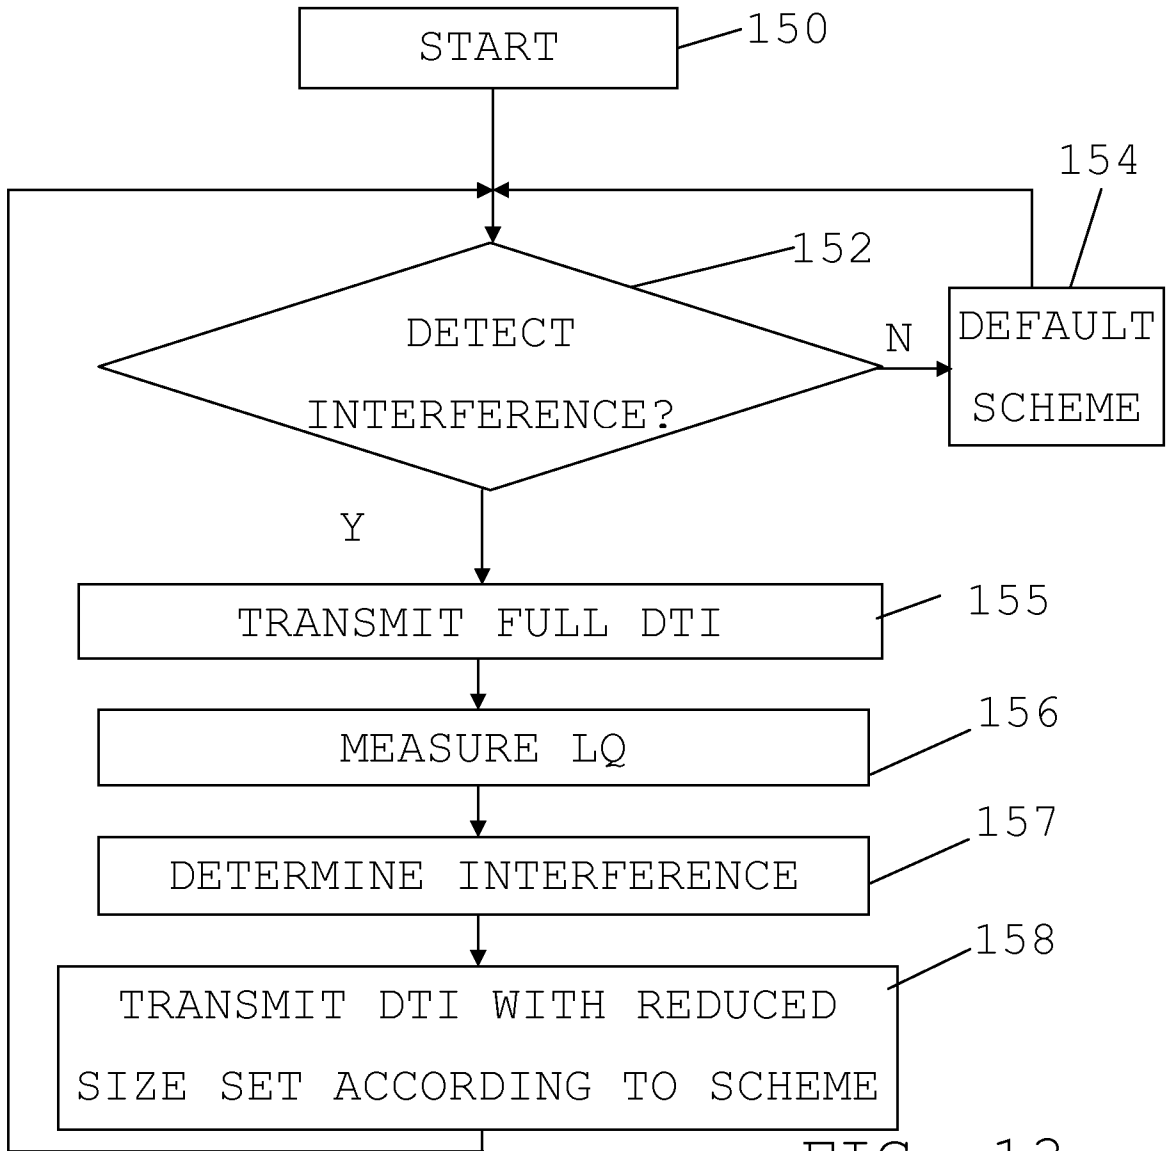 START
150
154
152
DETECT
INTERFERENCE?
N
DEFAULT
SCHEME
Y
TRANSMIT FULL DTI
155
MEASURE LQ
156
DETERMINE INTERFERENCE
157
158
TRANSMIT DTI WITH REDUCED
SIZE SET ACCORDING TO SCHEME
FIG.